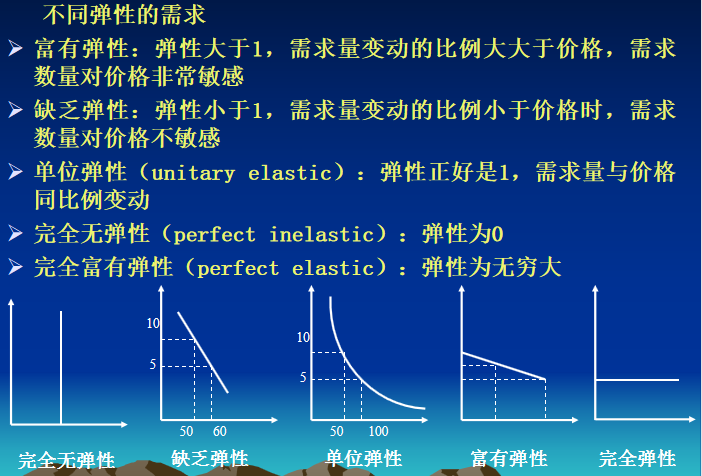 不同弹性的需求
富有弹性：弹性大于1，需求量变动的比例大大于价格，需求
数量对价格非常敏感
缺乏弹性：弹性小于1，需求量变动的比例小于价格时，需求
数量对价格不敏感
单位弹性（unitary elastic）：弹性正好是1，需求量与价格
同比例变动
完全无弹性（perfect inelastic）：弹性为0
完全富有弹性（perfect elastic）：弹性为无穷大
10
10
5
5
50 60
50 100
完全无弹性 缺乏弹性 单位弹性 富有弹性 完全弹性